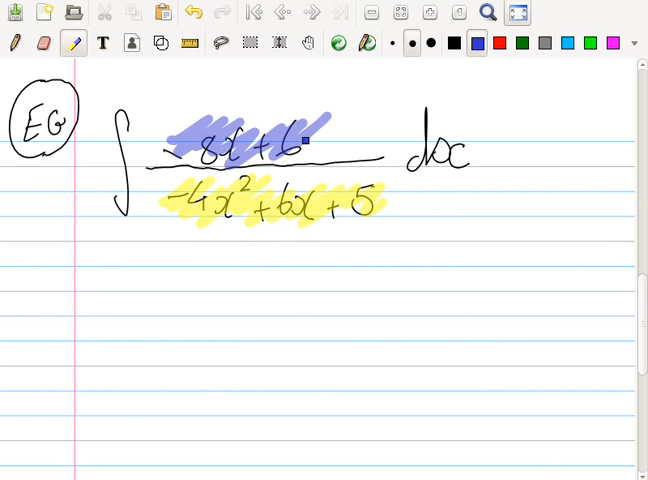 EG
∫ (-8x + 6) / (-4x² + 6x + 5) dx
T